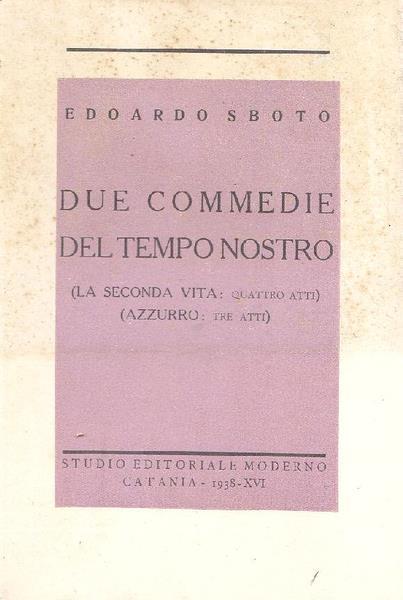 EDOARDO SBOTO
DUE COMMEDIE
DEL TEMPO NOSTRO
(LA SECONDA VITA: QUATTRO ATTI)
(AZZURRO: TRE ATTI)
STUDIO EDITORIALE MODERNO
CATANIA - 1938-XVI